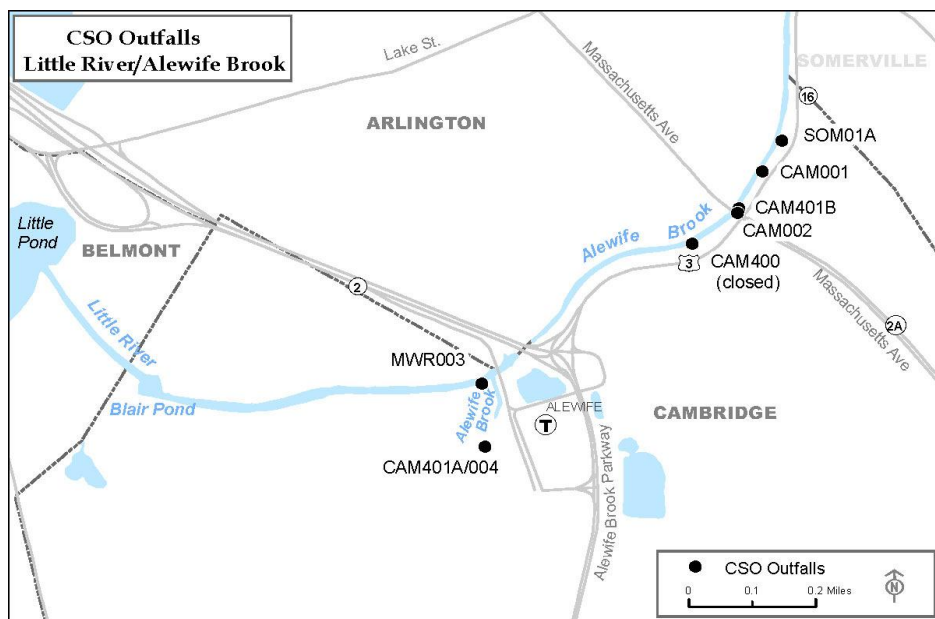 CSO Outfalls
Little River/Alewife Brook
Lake St.
Massachusetts Ave
SOMERVILLE
16
ARLINGTON
SOM01A
CAM001
CAM401B
CAM002
Alewife Brook
CAM400
(closed)
3
Little
Pond
BELMONT
2
Massachusetts Ave
2A
Little River
MWR003
Blair Pond
Alewife
Brook
ALEWIFE
T
CAMBRIDGE
CAM401A/004
Alewife Brook Parkway
CSO Outfalls
0 0.1 0.2 Miles
N